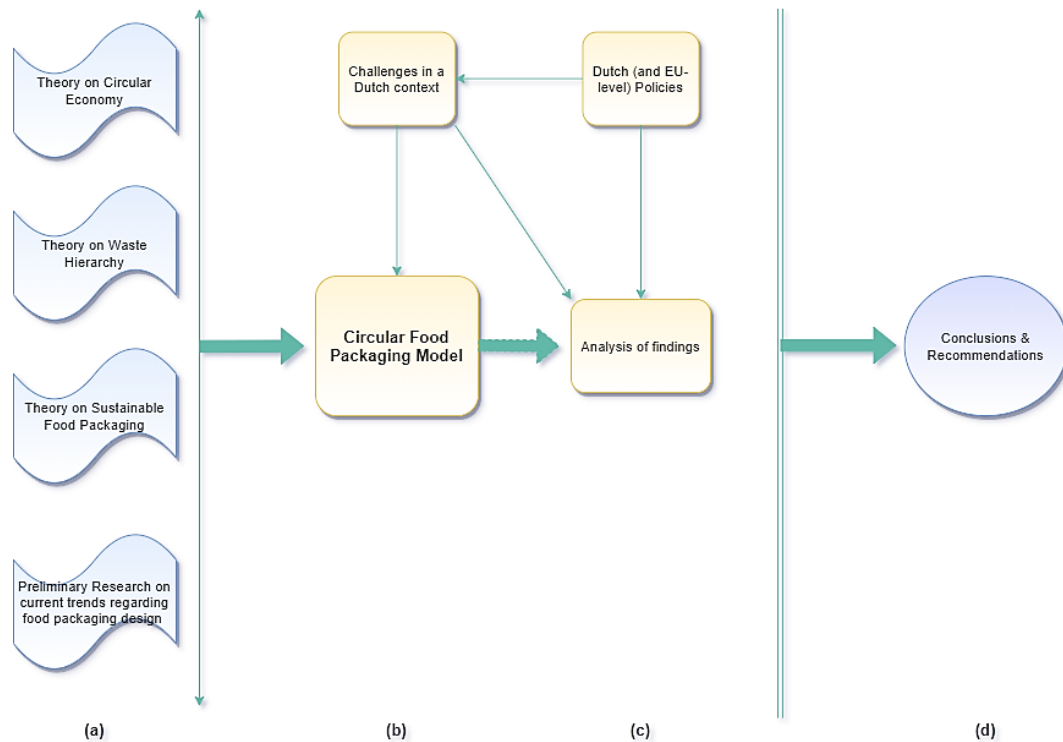 Theory on Circular
Economy
Theory on Waste
Hierarchy
Theory on Sustainable
Food Packaging
Preliminary Research on
current trends regarding
food packaging design
Challenges in a
Dutch context
Dutch (and EU-
level) Policies
Circular Food
Packaging Model
Analysis of findings
Conclusions &
Recommendations
(a)
(b)
(c)
(d)